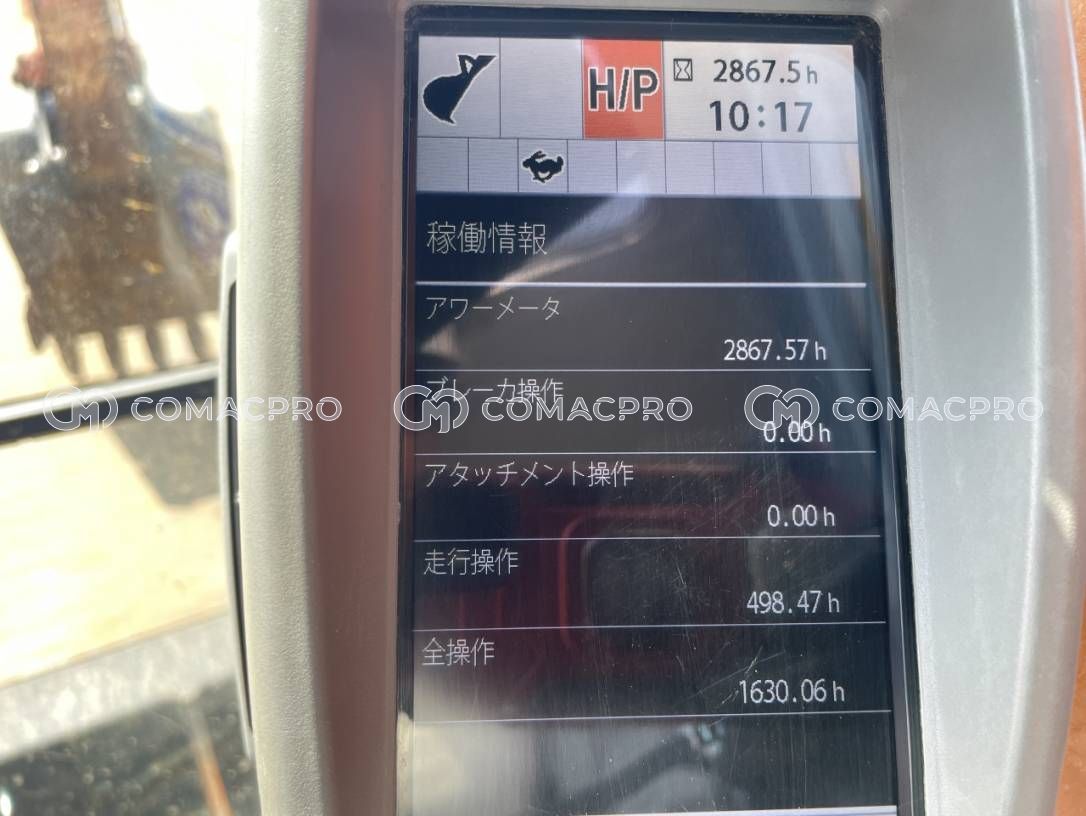 H/P
2867.5h
10:17
稼働情報
アワーメータ
2867.57h
ブレーカ操作
COMACPRO COMACPRO COMACPRO
0.00h
アタッチメント操作
0.00h
走行操作
498.47h
全操作
1630.06h